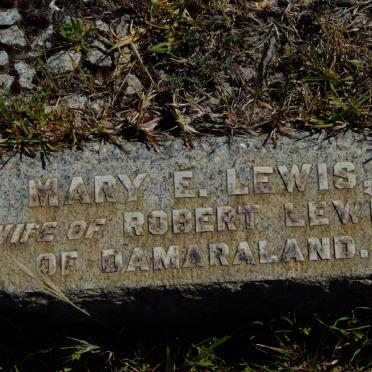 MARY E. LEWIS,
WIFE OF ROBERT LEWI
OF DAMARALAND.